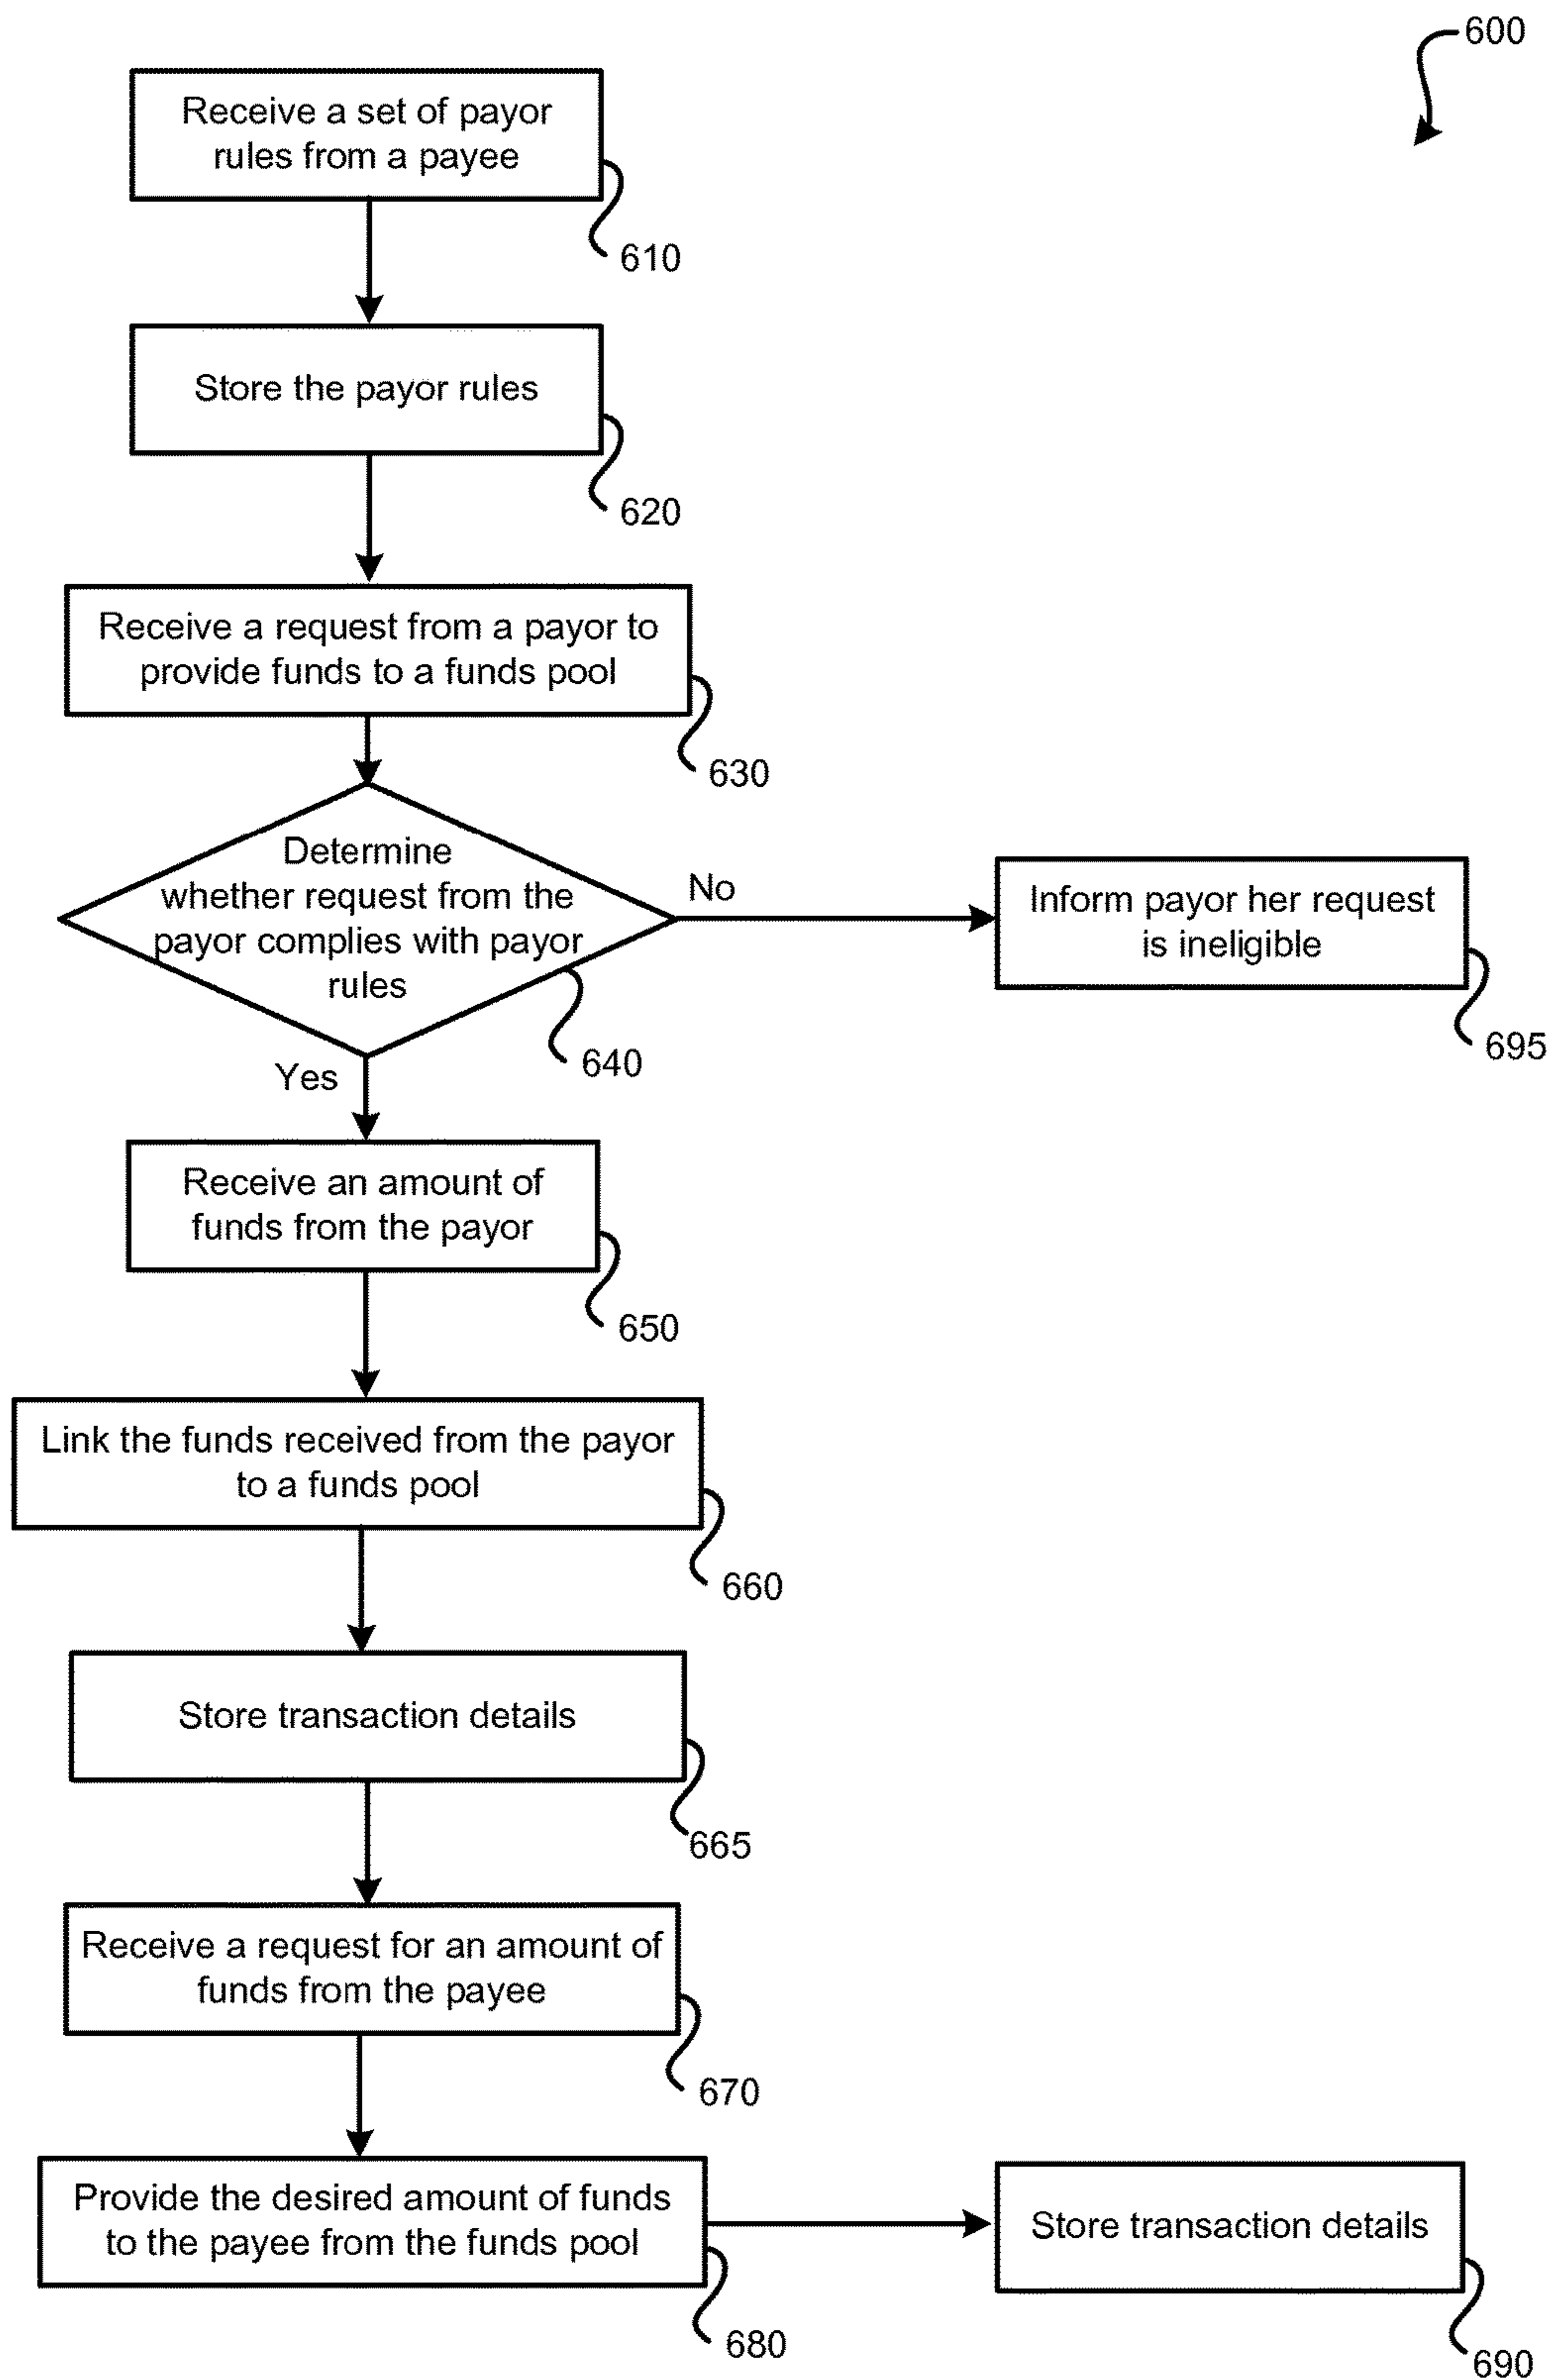 600
Receive a set of payor
rules from a payee
610
Store the payor rules
620
Receive a request from a payor to
provide funds to a funds pool
630
Determine
whether request from the
payor complies with payor
rules
640
No
Inform payor her request
is ineligible
695
Yes
Receive an amount of
funds from the payor
650
Link the funds received from the payor
to a funds pool
660
Store transaction details
665
Receive a request for an amount of
funds from the payee
670
Provide the desired amount of funds
to the payee from the funds pool
680
Store transaction details
690